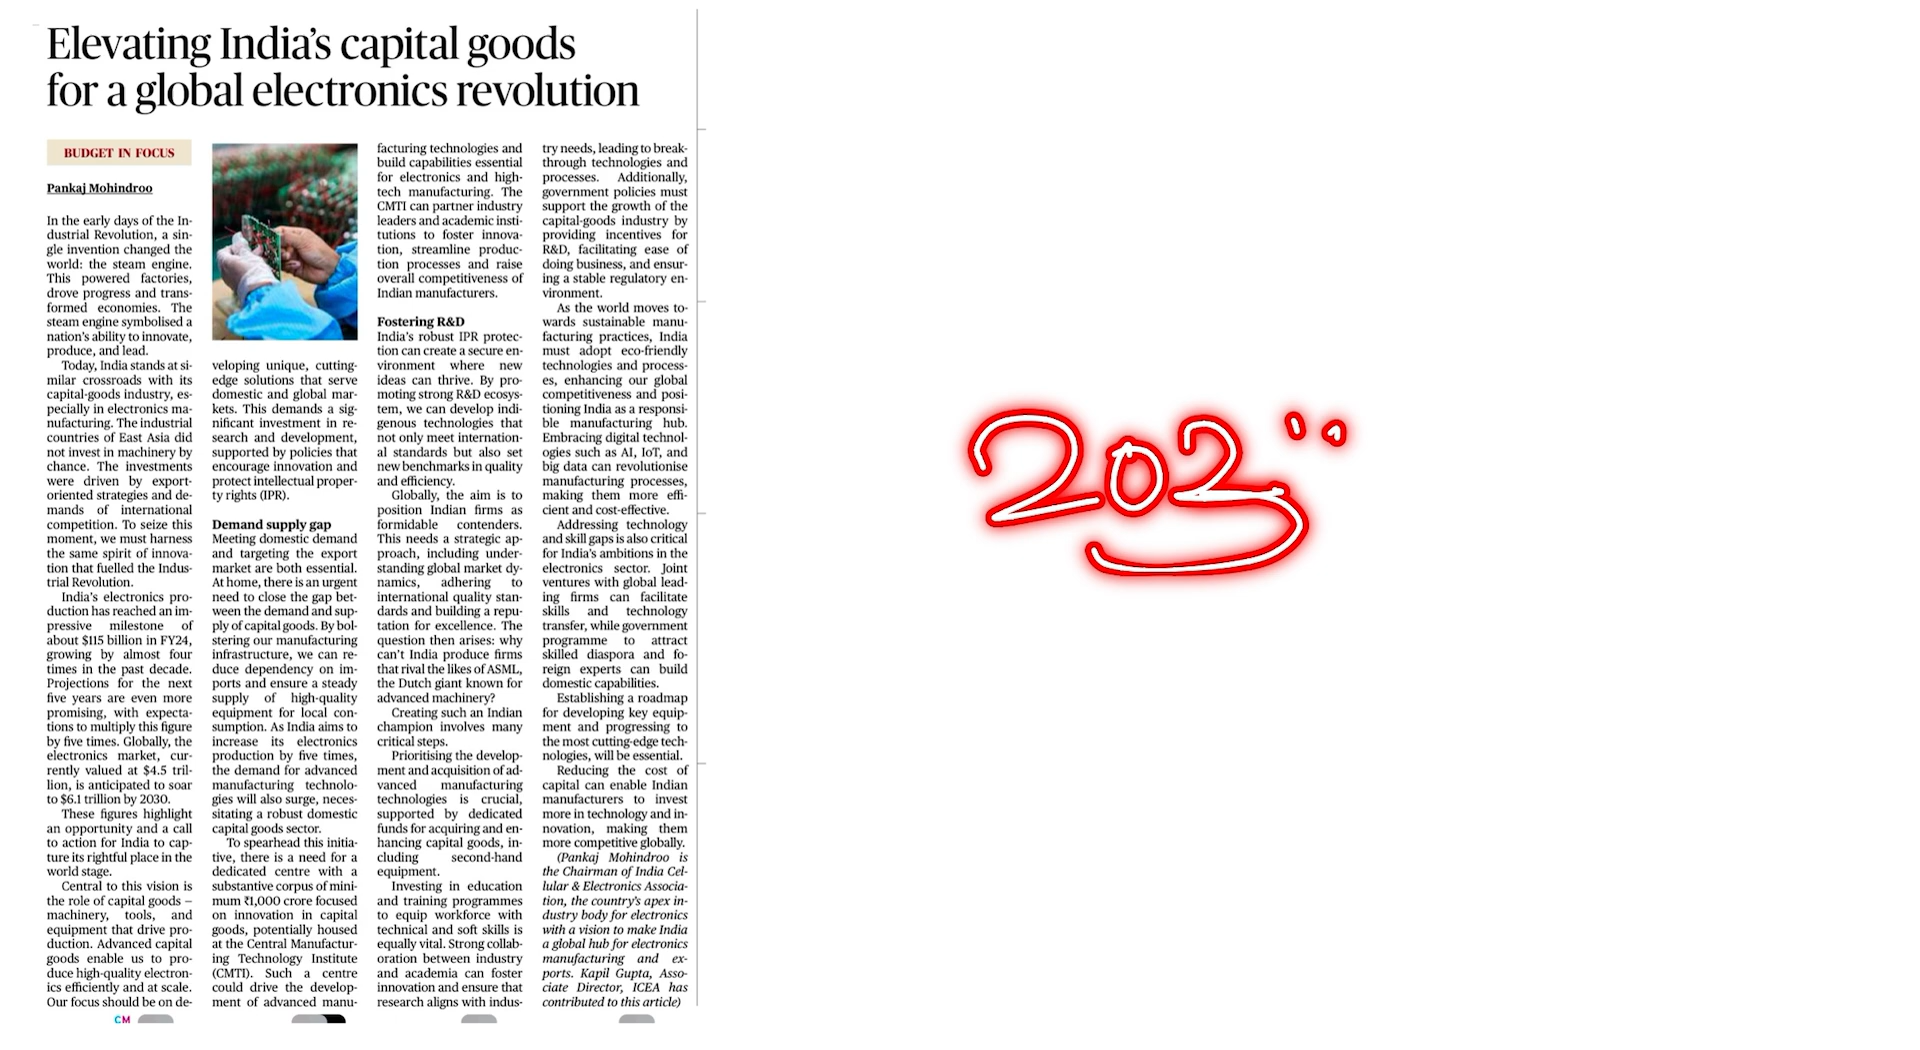 Elevating India's capital goods
for a global electronics revolution
BUDGET IN FOCUS
Pankaj Mohindroo
In the early days of the In-
dustrial Revolution, a sin-
gle invention changed the
world: the steam engine.
This powered factories,
drove progress and trans-
formed economies. The
steam engine symbolised a
nation's ability to innovate,
produce, and lead.
Today, India stands at si-
milar crossroads with its
capital-goods industry, es-
pecially in electronics ma-
nufacturing. The industrial
countries of East Asia did
not invest in machinery by
chance. The investments
were driven by export-
oriented strategies and de-
mands of international
competition. To seize this
moment, we must harness
the same spirit of innova-
tion that fuelled the Indus-
trial Revolution.
India's electronics pro-
duction has reached an im-
pressive milestone of
about $115 billion in FY24,
growing by almost four
times in the past decade.
Projections for the next
five years are even more
promising, with expecta-
tions to multiply this figure
by five times. Globally, the
electronics market, cur-
rently valued at $4.5 tril-
lion, is anticipated to soar
to $6.1 trillion by 2030.
These figures highlight
an opportunity and a call
to action for India to cap-
ture its rightful place in the
world stage.
Central to this vision is
the role of capital goods –
machinery, tools, and
equipment that drive pro-
duction. Advanced capital
goods enable us to pro-
duce high-quality electron-
ics efficiently and at scale.
Our focus should be on de-
veloping unique, cutting-
edge solutions that serve
domestic and global mar-
kets. This demands a sig-
nificant investment in re-
search and development,
supported by policies that
encourage innovation and
protect intellectual proper-
ty rights (IPR).
Demand supply gap
Meeting domestic demand
and targeting the export
market are both essential.
At home, there is an urgent
need to close the gap bet-
ween the demand and sup-
ply of capital goods. By bol-
stering our manufacturing
infrastructure, we can re-
duce dependency on im-
ports and ensure a steady
supply of high-quality
equipment for local con-
sumption. As India aims to
increase its electronics
production by five times,
the demand for advanced
manufacturing technolo-
gies will also surge, neces-
sitating a robust domestic
capital goods sector.
To spearhead this initia-
tive, there is a need for a
dedicated centre with a
substantive corpus of mini-
mum ₹1,000 crore focused
on innovation in capital
goods, potentially housed
at the Central Manufactur-
ing Technology Institute
(CMTI). Such a centre
could drive the develop-
ment of advanced manu-
facturing technologies and
build capabilities essential
for electronics and high-
tech manufacturing. The
CMTI can partner industry
leaders and academic insti-
tutions to foster innova-
tion, streamline produc-
tion processes and raise
overall competitiveness of
Indian manufacturers.
Fostering R&D
India's robust IPR protec-
tion can create a secure en-
vironment where new
ideas can thrive. By pro-
moting strong R&D ecosys-
tem, we can develop indi-
genous technologies that
not only meet internation-
al standards but also set
new benchmarks in quality
and efficiency.
Globally, the aim is to
position Indian firms as
formidable contenders.
This needs a strategic ap-
proach, including under-
standing global market dy-
namics, adhering to
international quality stan-
dards and building a repu-
tation for excellence. The
question then arises: why
can't India produce firms
that rival the likes of ASML,
the Dutch giant known for
advanced machinery?
Creating such an Indian
champion involves many
critical steps.
Prioritising the develop-
ment and acquisition of ad-
vanced manufacturing
technologies is crucial,
supported by dedicated
funds for acquiring and en-
hancing capital goods, in-
cluding second-hand
equipment.
Investing in education
and training programmes
to equip workforce with
technical and soft skills is
equally vital. Strong collab-
oration between industry
and academia can foster
innovation and ensure that
research aligns with indus-
try needs, leading to break-
through technologies and
processes. Additionally,
government policies must
support the growth of the
capital-goods industry by
providing incentives for
R&D, facilitating ease of
doing business, and ensur-
ing a stable regulatory en-
vironment.
As the world moves to-
wards sustainable manu-
facturing practices, India
must adopt eco-friendly
technologies and process-
es, enhancing our global
competitiveness and posi-
tioning India as a responsi-
ble manufacturing hub.
Embracing digital technol-
ogies such as AI, IoT, and
big data can revolutionise
manufacturing processes,
making them more effi-
cient and cost-effective.
Addressing technology
and skill gaps is also critical
for India's ambitions in the
electronics sector. Joint
ventures with global lead-
ing firms can facilitate
skills and technology
transfer, while government
programme to attract
skilled diaspora and fo-
reign experts can build
domestic capabilities.
Establishing a roadmap
for developing key equip-
ment and progressing to
the most cutting-edge tech-
nologies, will be essential.
Reducing the cost of
capital can enable Indian
manufacturers to invest
more in technology and in-
novation, making them
more competitive globally.
(Pankaj Mohindroo is
the Chairman of India Cel-
lular & Electronics Associa-
tion, the country's apex in-
dustry body for electronics
with a vision to make India
a global hub for electronics
manufacturing and ex-
ports. Kapil Gupta, Asso-
ciate Director, ICEA has
contributed to this article)
CM